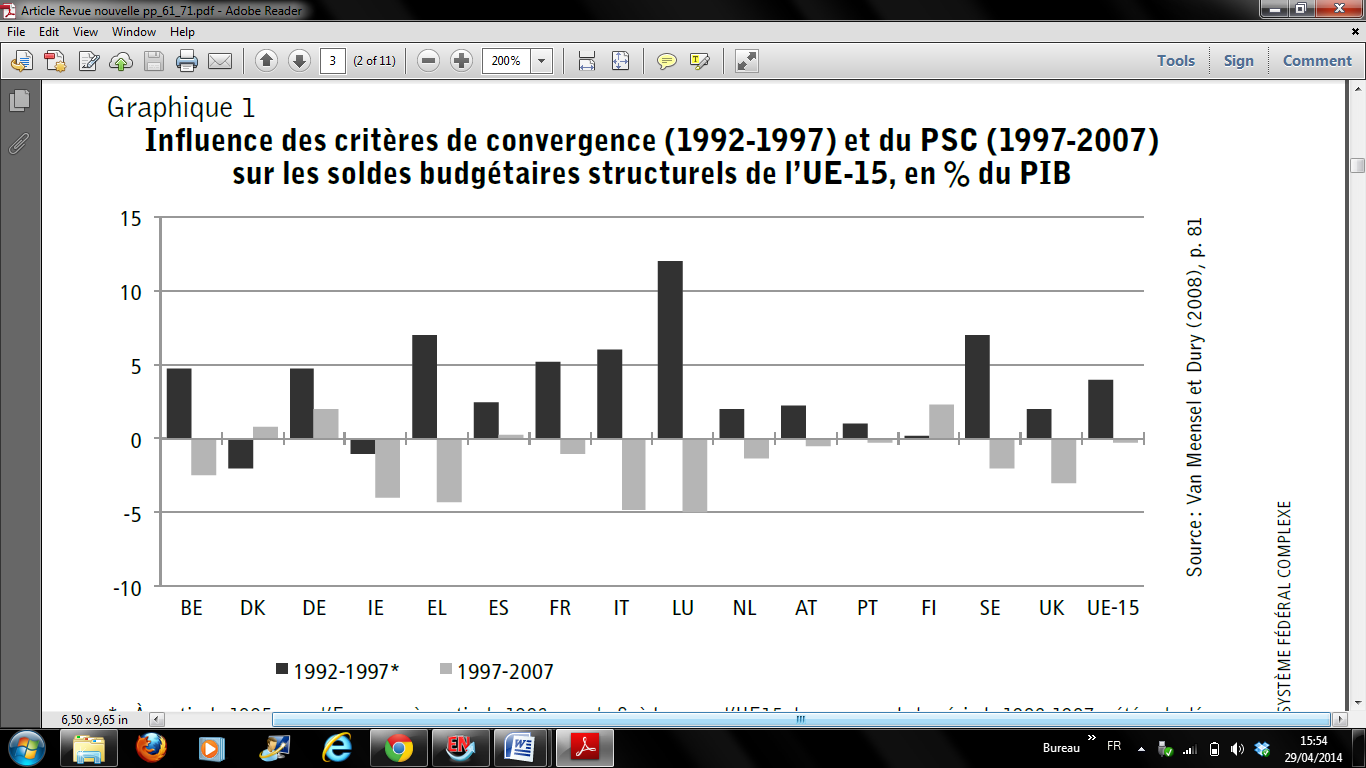 Article Revue nouvelle pp_61_71.pdf - Adobe Reader
File Edit View Window Help
3 (2 of 11) 200% Tools Sign Comment
Graphique 1
Influence des critères de convergence (1992-1997) et du PSC (1997-2007)
sur les soldes budgétaires structurels de l'UE-15, en % du PIB
15
10
5
0
-5
-10
BE DK DE IE EL ES FR IT LU NL AT PT FI SE UK UE-15
1992-1997* 1997-2007
Source : Van Meensel et Dury (2008), p. 81
SYSTÈME FÉDÉRAL COMPLEXE
6,50 x 9,65 in
Bureau » FR 15:54
29/04/2014